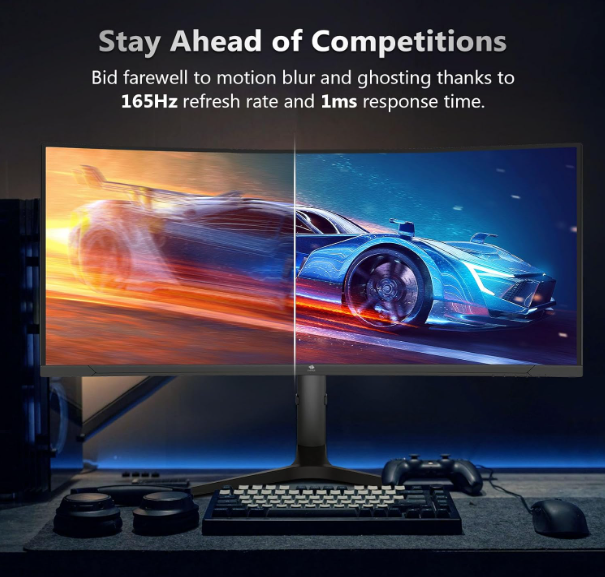 Stay Ahead of Competitions
Bid farewell to motion blur and ghosting thanks to
165Hz refresh rate and 1ms response time.